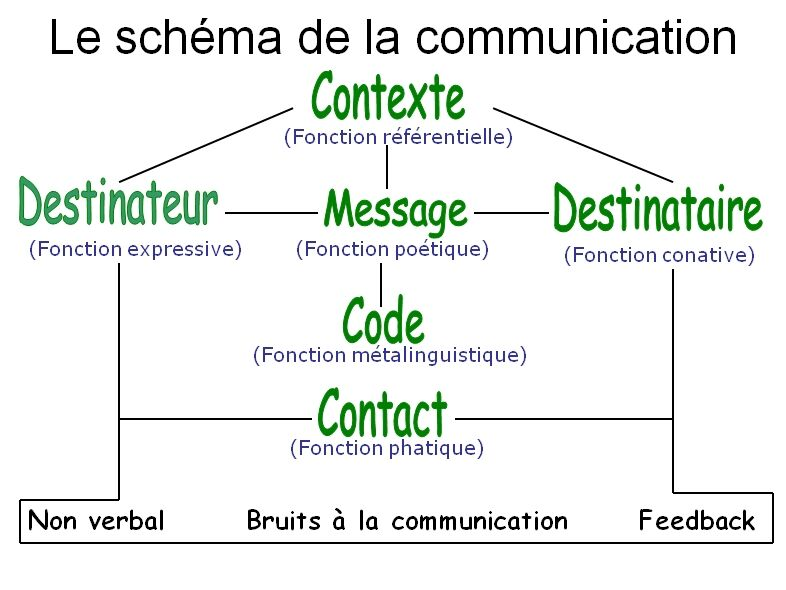 Le schéma de la communication
Contexte
(Fonction référentielle)
Destinateur
Message
Destinataire
(Fonction expressive)
(Fonction poétique)
(Fonction conative)
Code
(Fonction métalinguistique)
Contact
(Fonction phatique)
Non verbal
Bruits à la communication
Feedback